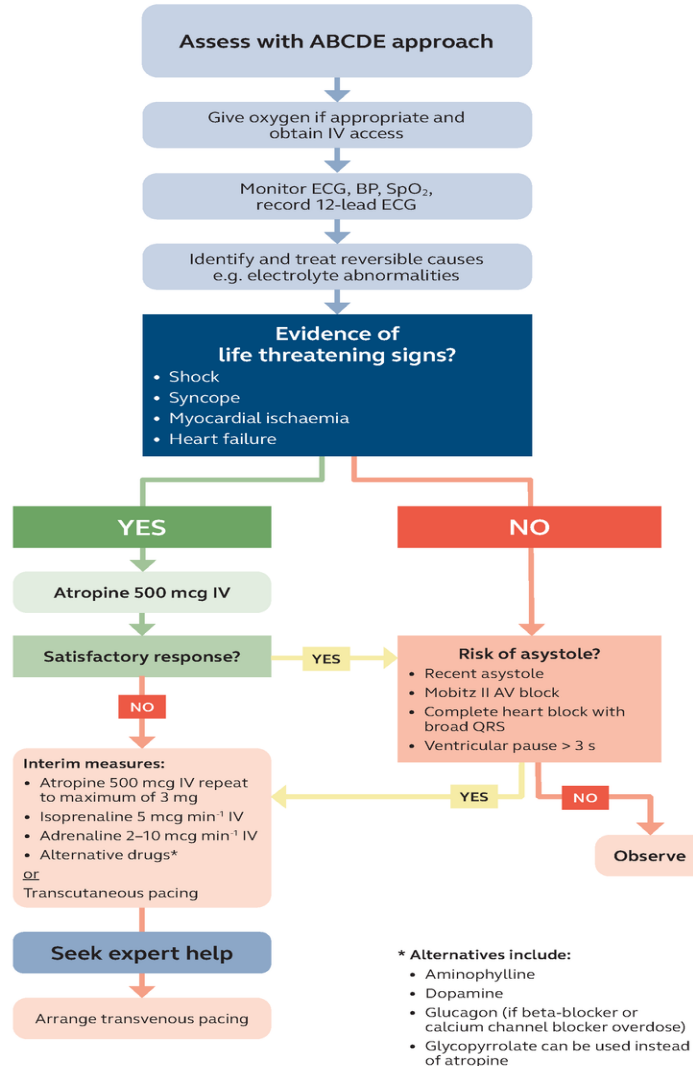 Assess with ABCDE approach
Give oxygen if appropriate and
obtain IV access
Monitor ECG, BP, SpO₂,
record 12-lead ECG
Identify and treat reversible causes
e.g. electrolyte abnormalities
Evidence of
life threatening signs?
• Shock
• Syncope
• Myocardial ischaemia
• Heart failure
YES
NO
Atropine 500 mcg IV
Satisfactory response?
YES
Risk of asystole?
• Recent asystole
• Mobitz II AV block
• Complete heart block with
broad QRS
• Ventricular pause > 3 s
NO
Interim measures:
• Atropine 500 mcg IV repeat
to maximum of 3 mg
• Isoprenaline 5 mcg min⁻¹ IV
• Adrenaline 2–10 mcg min⁻¹ IV
• Alternative drugs*
or
Transcutaneous pacing
YES
NO
Observe
Seek expert help
Arrange transvenous pacing
* Alternatives include:
• Aminophylline
• Dopamine
• Glucagon (if beta-blocker or
calcium channel blocker overdose)
• Glycopyrrolate can be used instead
of atropine